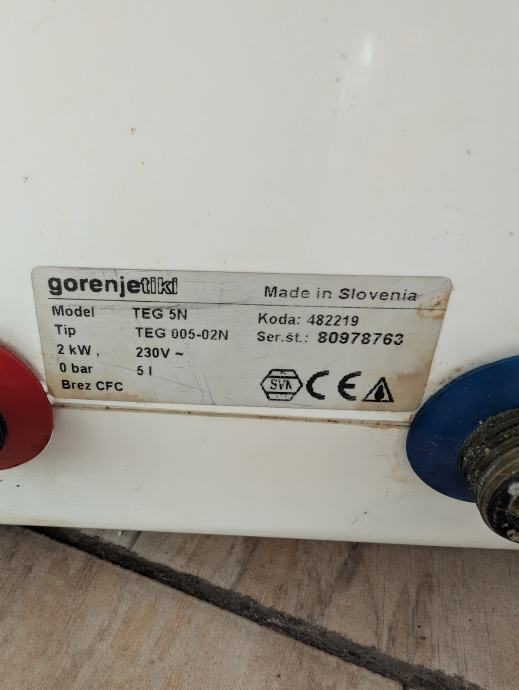 gorenjetiki
Made in Slovenia
Model TEG 5N
Koda: 482219
Tip TEG 005-02N
Ser.št.: 80978763
2 kW, 230V ~
0 bar 5 l
Brez CFC
SVN CE